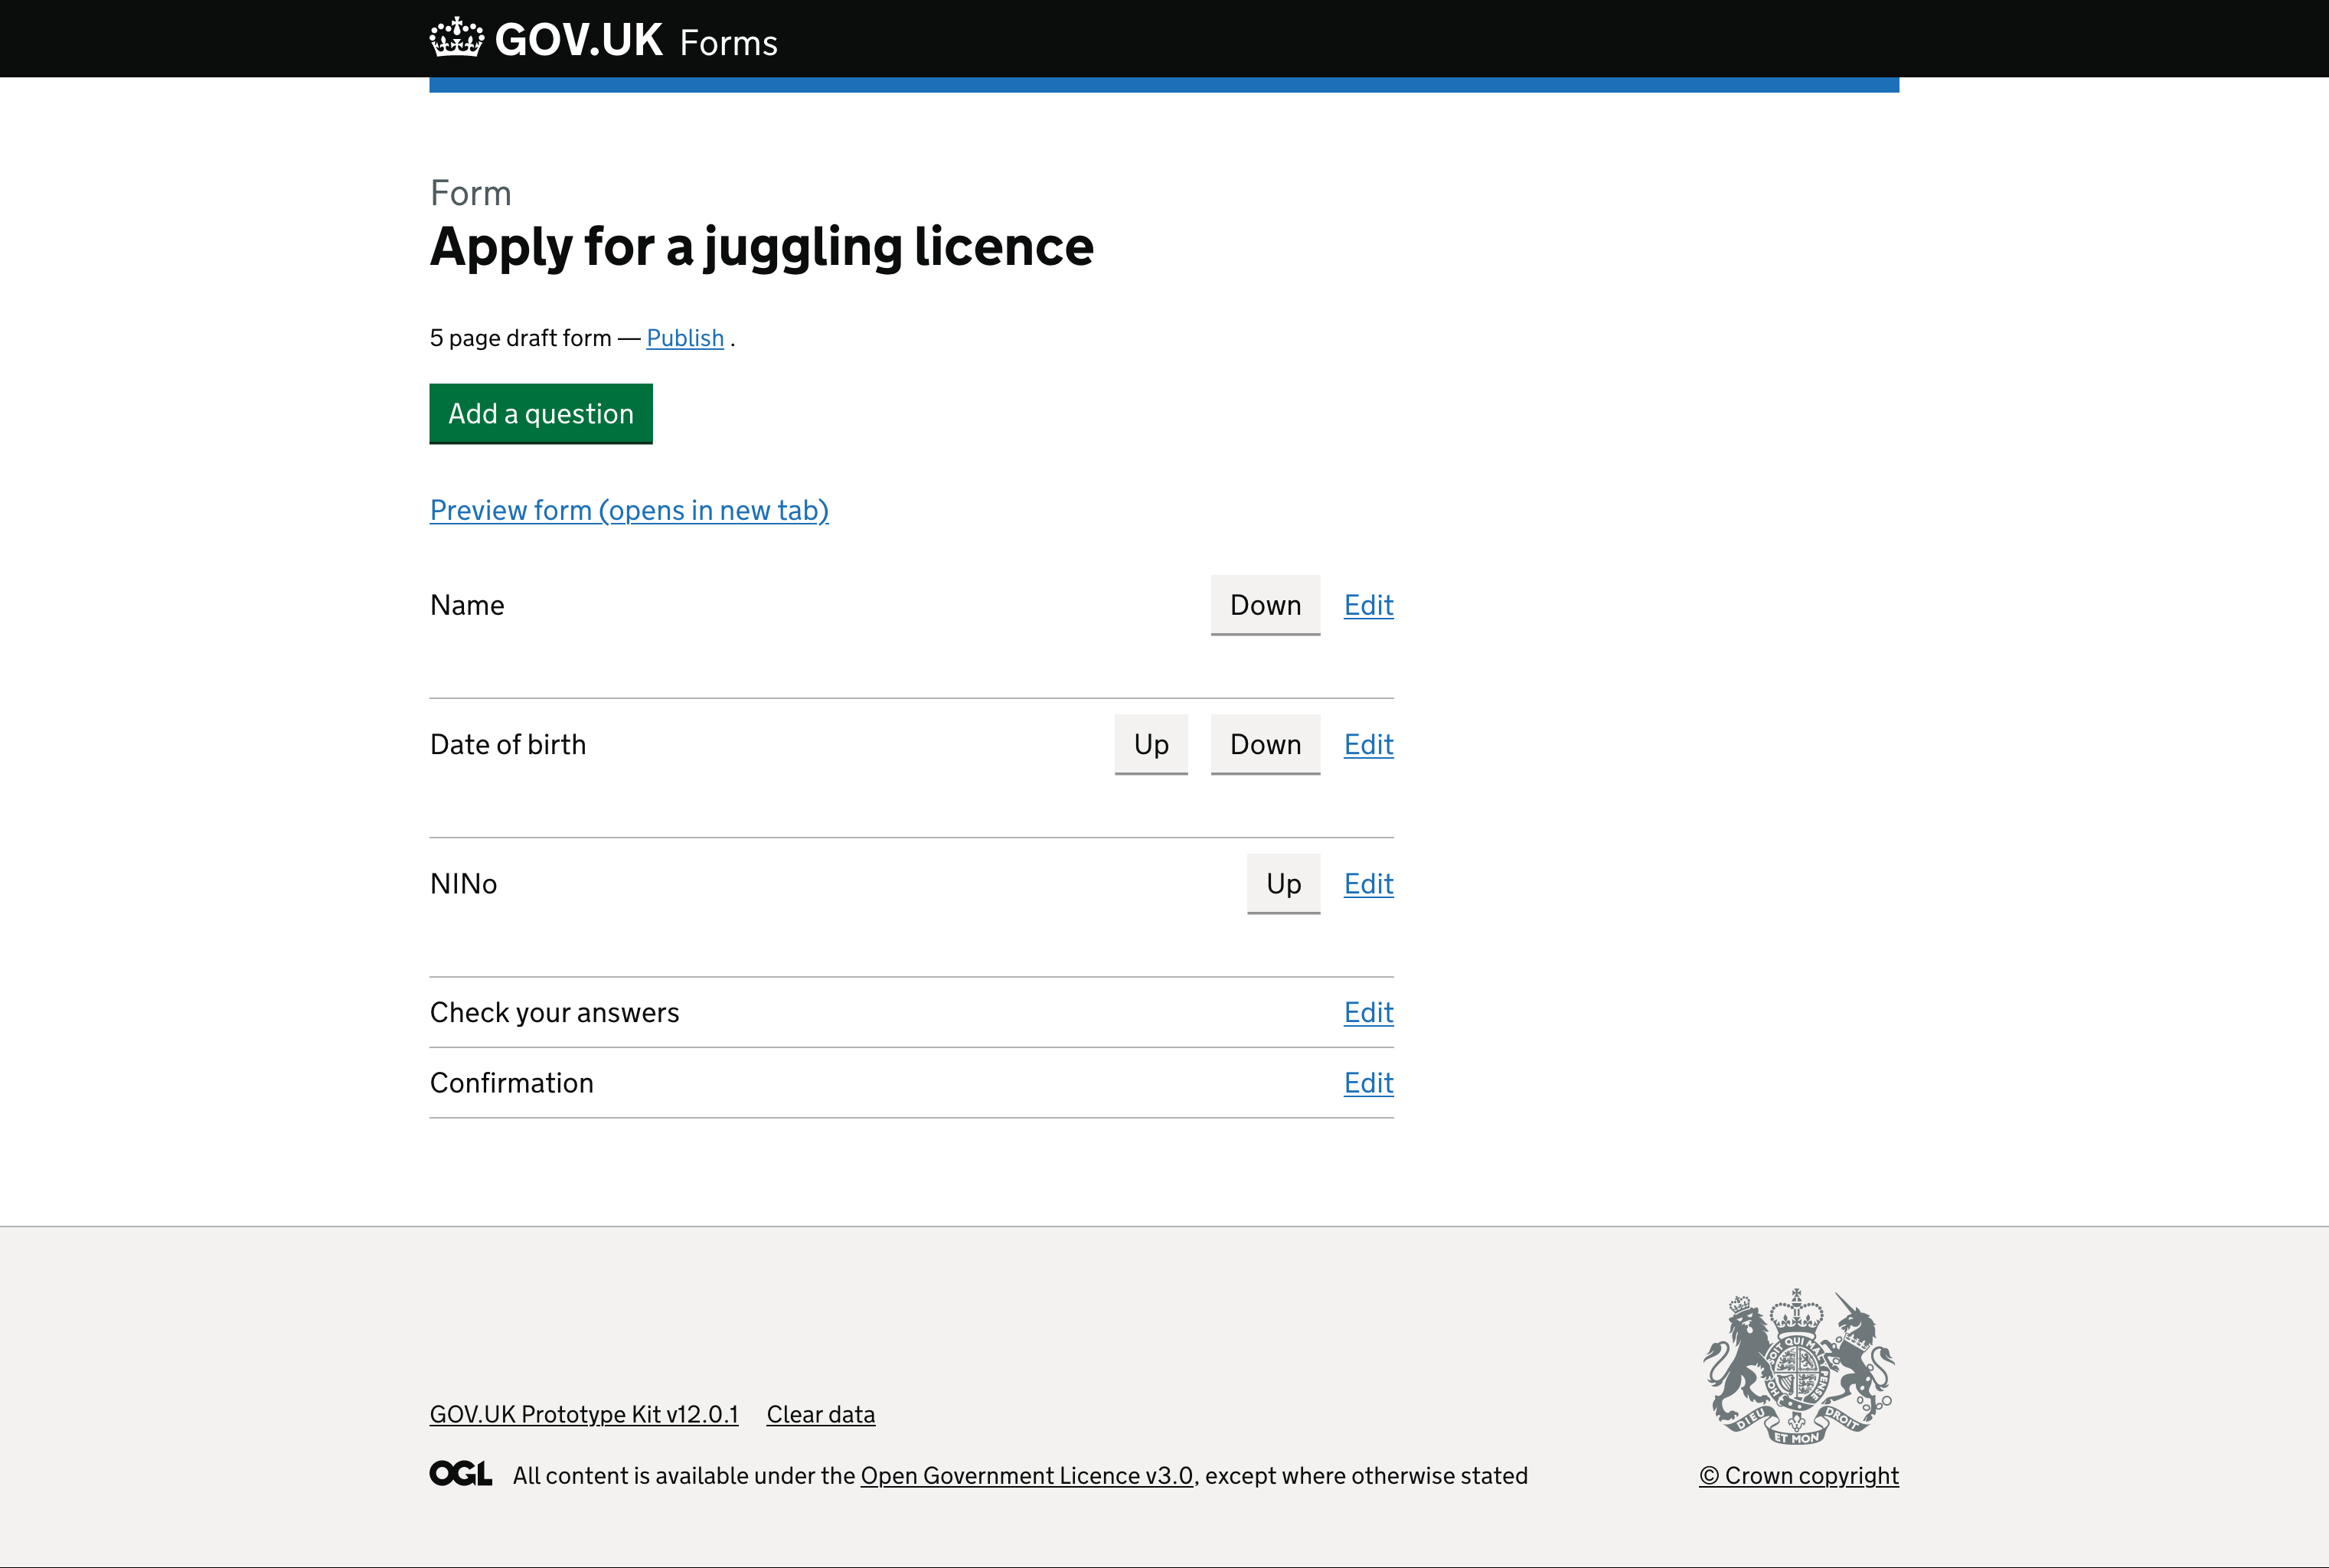 GOV.UK Forms
Form
Apply for a juggling licence
5 page draft form — Publish .
Add a question
Preview form (opens in new tab)
Name Down Edit
Date of birth Up Down Edit
NINo Up Edit
Check your answers Edit
Confirmation Edit
GOV.UK Prototype Kit v12.0.1 Clear data
OGL All content is available under the Open Government Licence v3.0, except where otherwise stated
DIEU ET MON DROIT
© Crown copyright